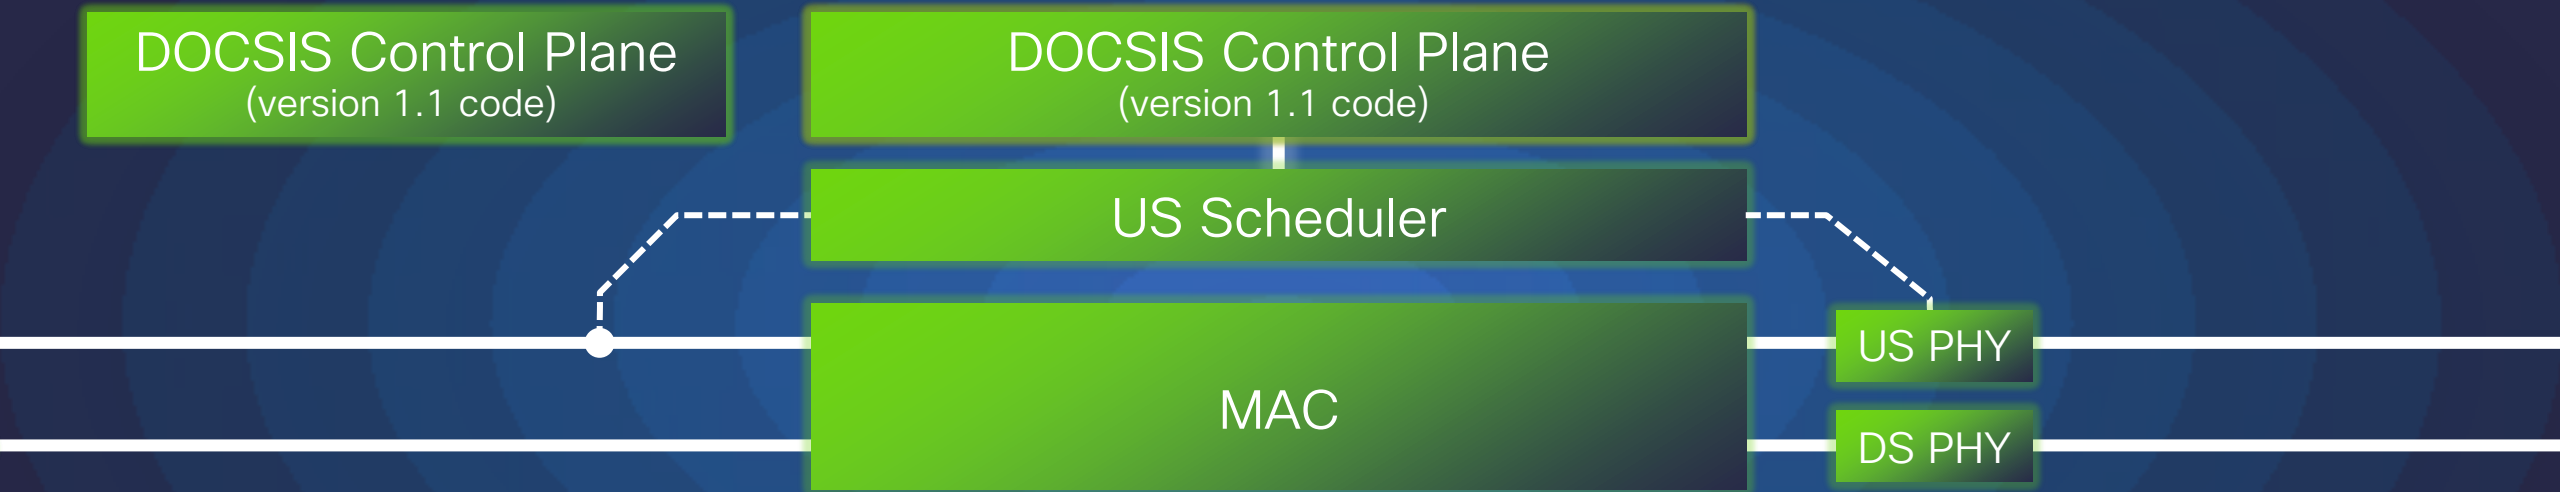 DOCSIS Control Plane
(version 1.1 code)
DOCSIS Control Plane
(version 1.1 code)
US Scheduler
US PHY
MAC
DS PHY